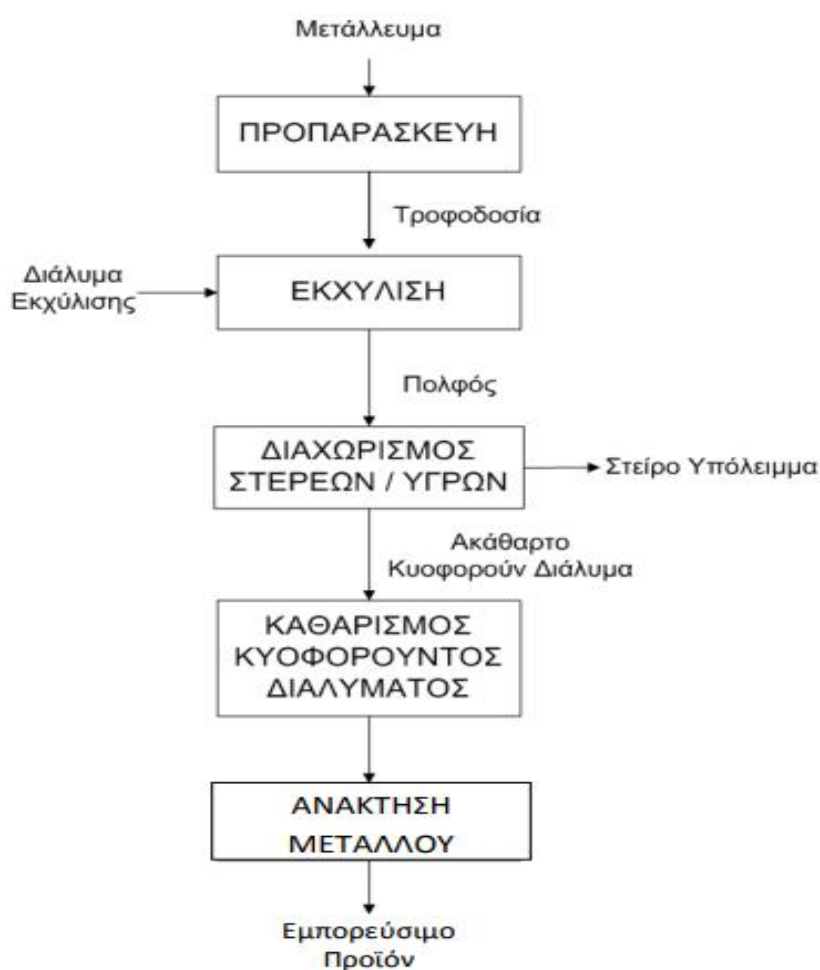 Μετάλλευμα
ΠΡΟΠΑΡΑΣΚΕΥΗ
Τροφοδοσία
Διάλυμα
Εκχύλισης
ΕΚΧΥΛΙΣΗ
Πολφός
ΔΙΑΧΩΡΙΣΜΟΣ
ΣΤΕΡΕΩΝ / ΥΓΡΩΝ
Στείρο Υπόλειμμα
Ακάθαρτο
Κυοφορούν Διάλυμα
ΚΑΘΑΡΙΣΜΟΣ
ΚΥΟΦΟΡΟΥΝΤΟΣ
ΔΙΑΛΥΜΑΤΟΣ
ΑΝΑΚΤΗΣΗ
ΜΕΤΑΛΛΟΥ
Εμπορεύσιμο
Προϊόν